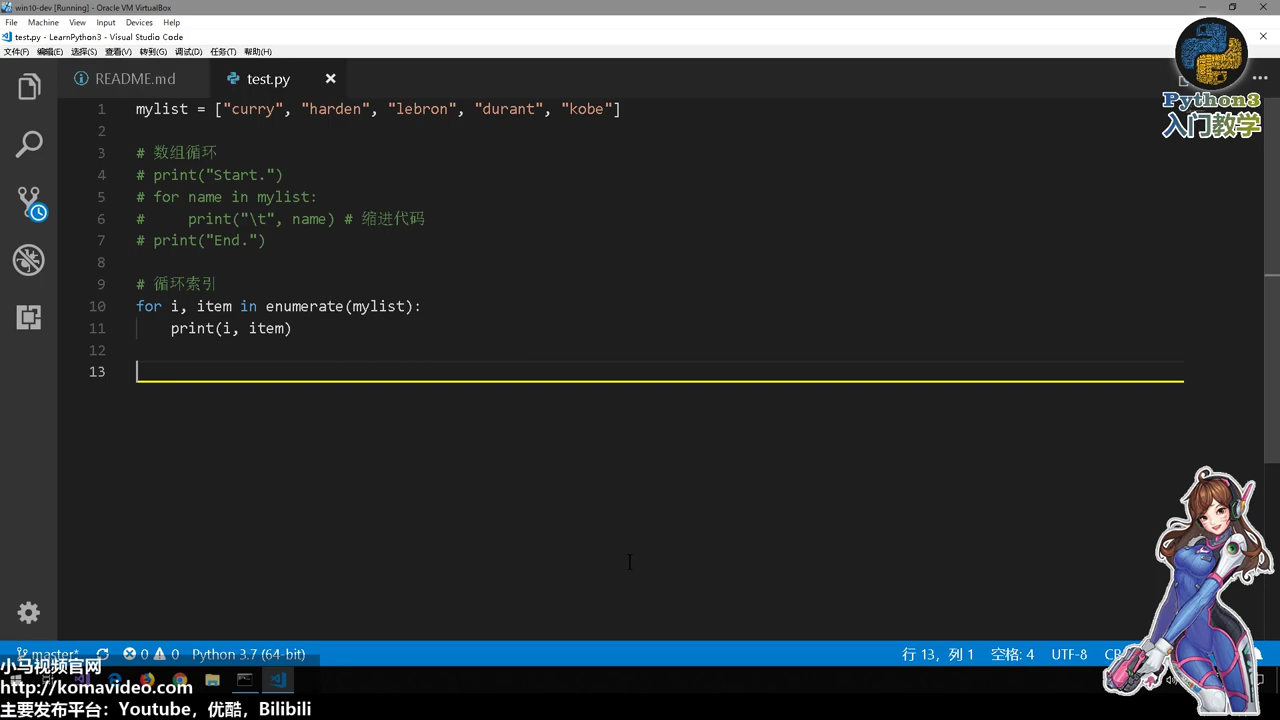 win10-dev [Running] - Oracle VM VirtualBox
File Machine View Input Devices Help
test.py - LearnPython3 - Visual Studio Code
文件(F) 编辑(E) 选择(S) 查看(V) 转到(G) 调试(D) 任务(T) 帮助(H)
README.md test.py
Python3
入门教学
1 mylist = ["curry", "harden", "lebron", "durant", "kobe"]
2
3 # 数组循环
4 # print("Start.")
5 # for name in mylist:
6 #     print("\t", name) # 缩进代码
7 # print("End.")
8
9 # 循环索引
10 for i, item in enumerate(mylist):
11     print(i, item)
12
13
master* 0 0 Python 3.7 (64-bit) 行 13，列 1 空格: 4 UTF-8
小马视频官网
http://komavideo.com
主要发布平台：Youtube，优酷，Bilibili